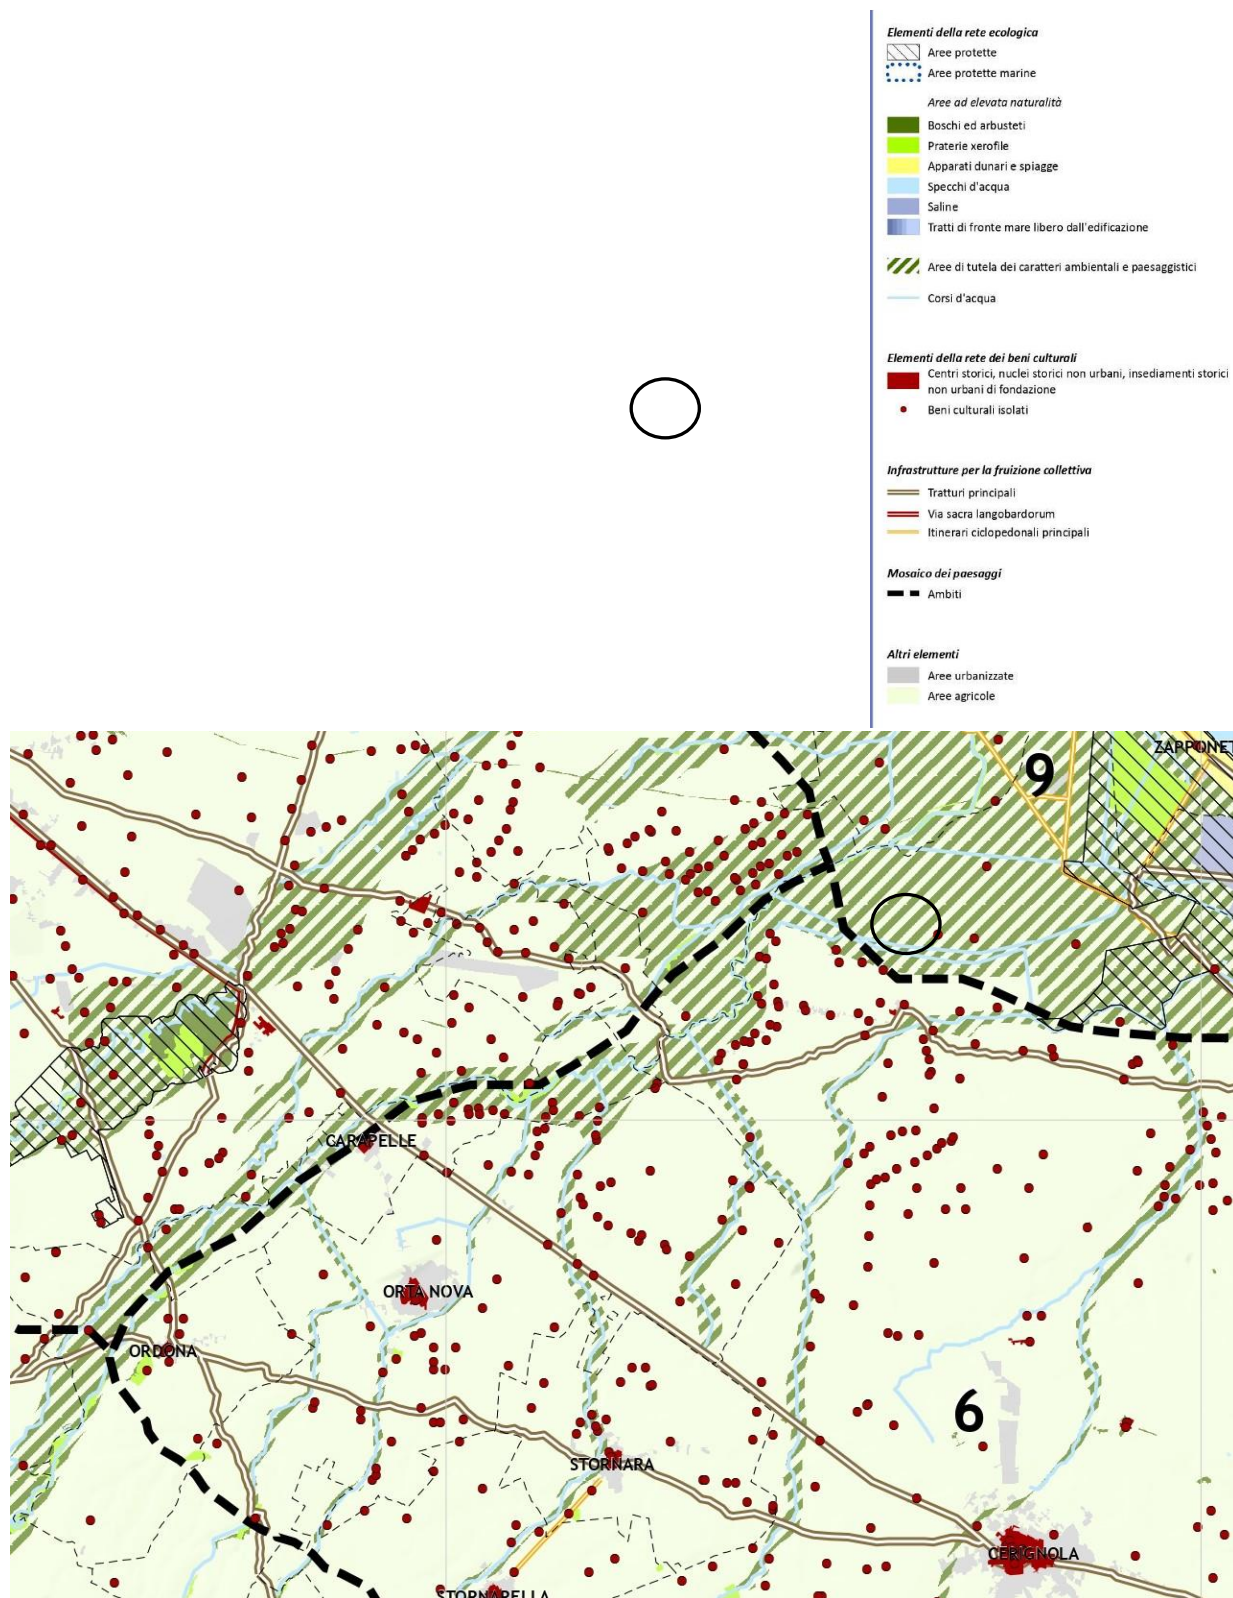 Elementi della rete ecologica
Aree protette
Aree protette marine
Aree ad elevata naturalità
Boschi ed arbusteti
Praterie xerofile
Apparati dunari e spiagge
Specchi d'acqua
Saline
Tratti di fronte mare libero dall'edificazione
Aree di tutela dei caratteri ambientali e paesaggistici
Corsi d'acqua
Elementi della rete dei beni culturali
Centri storici, nuclei storici non urbani, insediamenti storici
non urbani di fondazione
Beni culturali isolati
Infrastrutture per la fruizione collettiva
Tratturi principali
Via sacra langobardorum
Itinerari ciclopedonali principali
Mosaico dei paesaggi
Ambiti
Altri elementi
Aree urbanizzate
Aree agricole
ZAPPONET
9
CARAPELLE
ORTA NOVA
ORDONA
6
STORNARA
CERIGNOLA
STORNARELLA